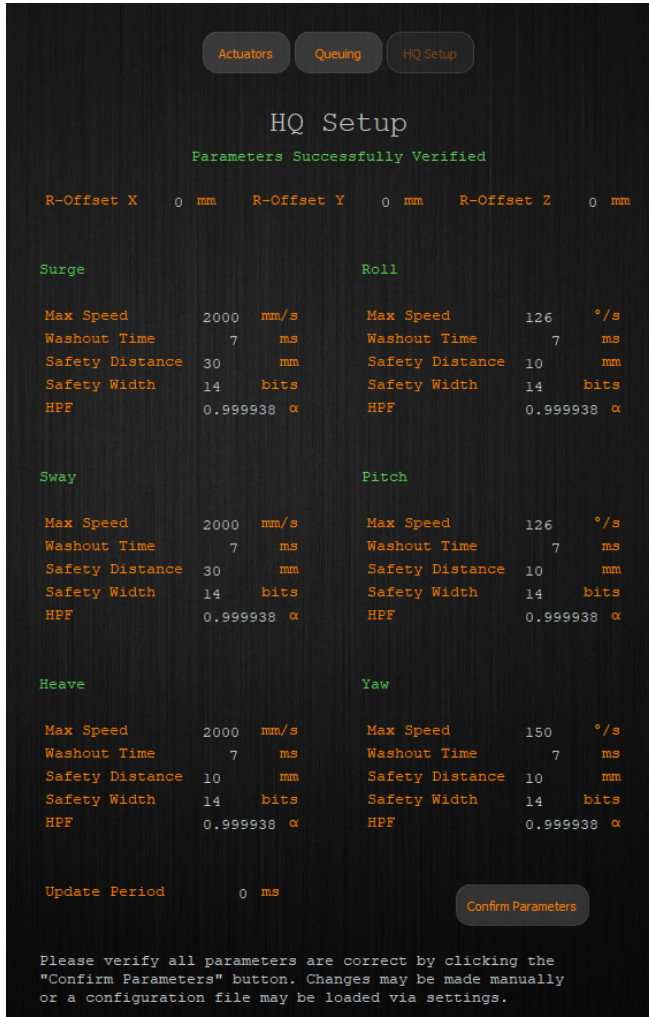 Actuators Queuing HQ Setup
HQ Setup
Parameters Successfully Verified
R-Offset X 0 mm R-Offset Y 0 mm R-Offset Z 0 mm
Surge Roll
Max Speed 2000 mm/s Max Speed 126 °/s
Washout Time 7 ms Washout Time 7 ms
Safety Distance 30 mm Safety Distance 10 mm
Safety Width 14 bits Safety Width 14 bits
HPF 0.999938 α HPF 0.999938 α
Sway Pitch
Max Speed 2000 mm/s Max Speed 126 °/s
Washout Time 7 ms Washout Time 7 ms
Safety Distance 30 mm Safety Distance 10 mm
Safety Width 14 bits Safety Width 14 bits
HPF 0.999938 α HPF 0.999938 α
Heave Yaw
Max Speed 2000 mm/s Max Speed 150 °/s
Washout Time 7 ms Washout Time 7 ms
Safety Distance 10 mm Safety Distance 10 mm
Safety Width 14 bits Safety Width 14 bits
HPF 0.999938 α HPF 0.999938 α
Update Period 0 ms Confirm Parameters
Please verify all parameters are correct by clicking the
"Confirm Parameters" button. Changes may be made manually
or a configuration file may be loaded via settings.